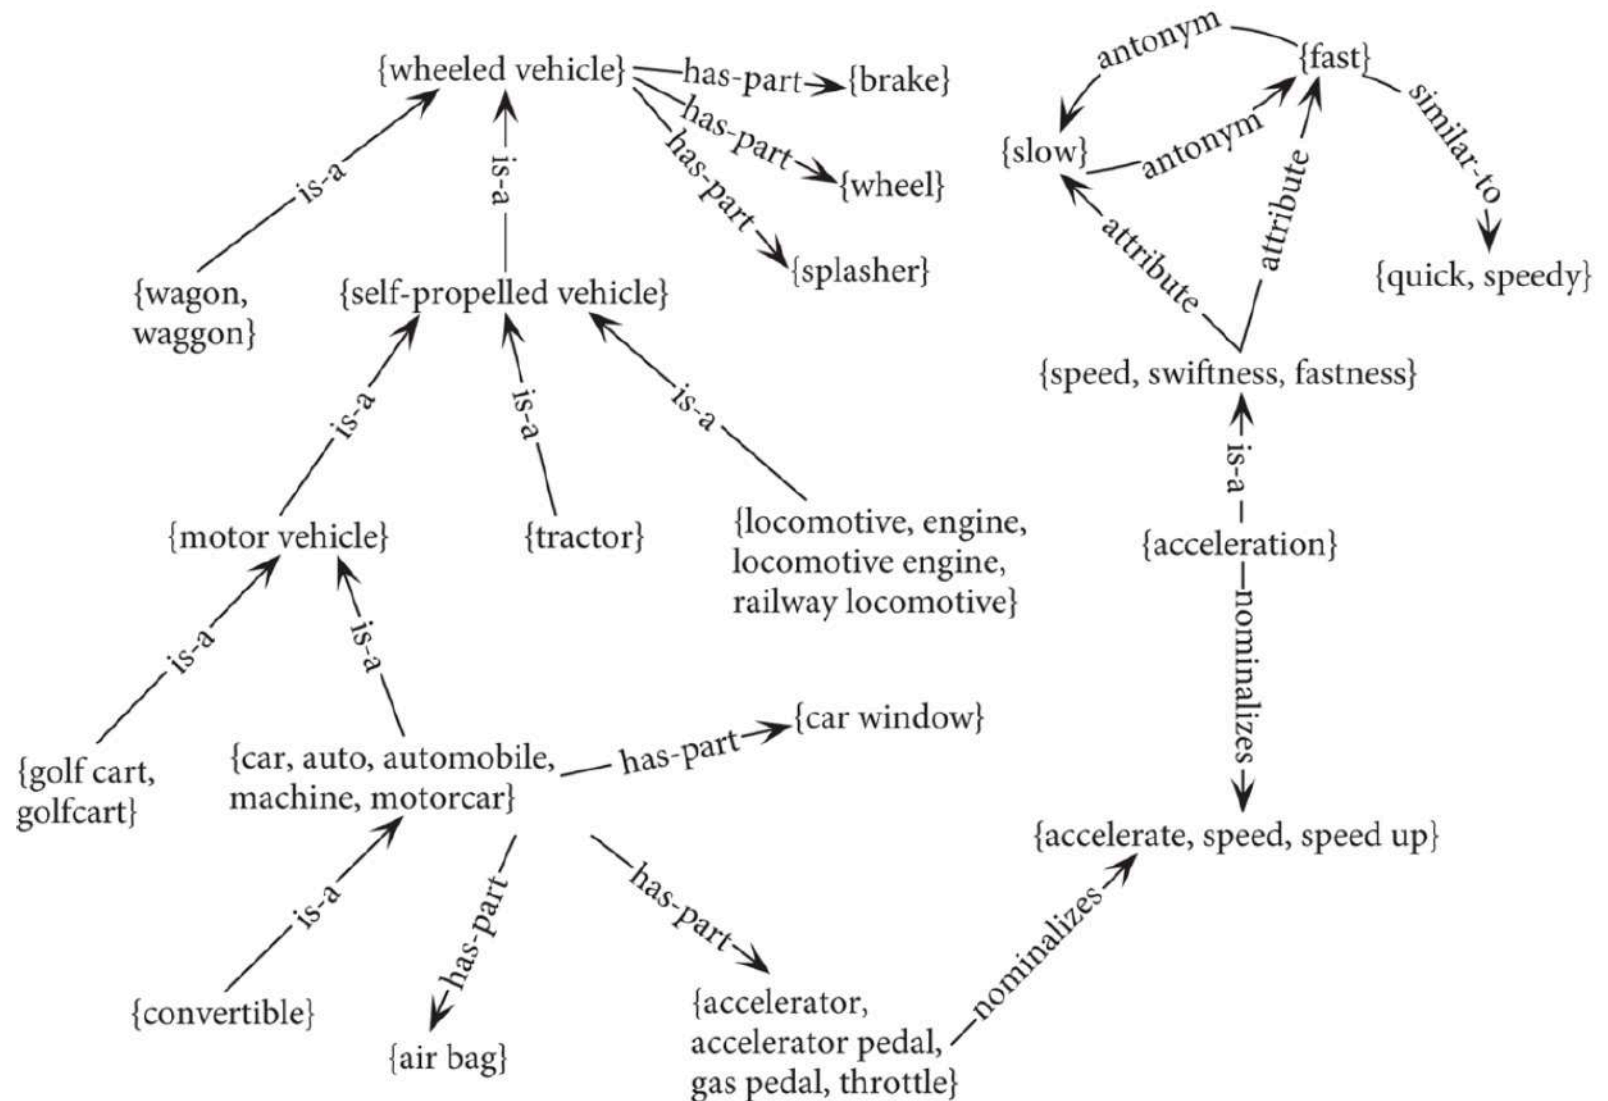 {wheeled vehicle}
has-part
{brake}
has-part
{wheel}
has-part
{splasher}
is-a
is-a
{wagon,
waggon}
{self-propelled vehicle}
is-a
is-a
is-a
{motor vehicle}
{tractor}
{locomotive, engine,
locomotive engine,
railway locomotive}
is-a
is-a
{golf cart,
golfcart}
{car, auto, automobile,
machine, motorcar}
has-part
{car window}
is-a
has-part
has-part
{convertible}
{air bag}
{accelerator,
accelerator pedal,
gas pedal, throttle}
nominalizes
antonym
{fast}
{slow}
antonym
similar-to
attribute
attribute
{quick, speedy}
{speed, swiftness, fastness}
is-a
{acceleration}
nominalizes
{accelerate, speed, speed up}